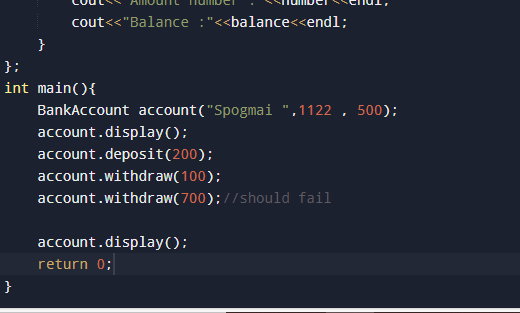 cout<<"Amount number : "<<number<<endl;
cout<<"Balance :"<<balance<<endl;
}
};
int main(){
BankAccount account("Spogmai ",1122 , 500);
account.display();
account.deposit(200);
account.withdraw(100);
account.withdraw(700);//should fail
account.display();
return 0;
}